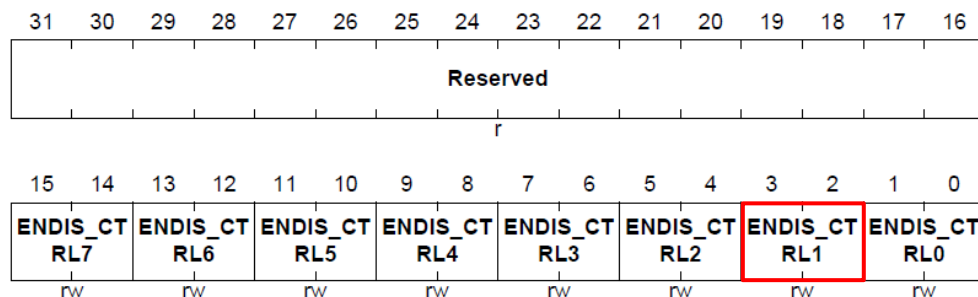 31 30 29 28 27 26 25 24 23 22 21 20 19 18 17 16
Reserved
r
15 14 13 12 11 10 9 8 7 6 5 4 3 2 1 0
ENDIS_CT ENDIS_CT ENDIS_CT ENDIS_CT ENDIS_CT ENDIS_CT ENDIS_CT ENDIS_CT
RL7 RL6 RL5 RL4 RL3 RL2 RL1 RL0
rw rw rw rw rw rw rw rw